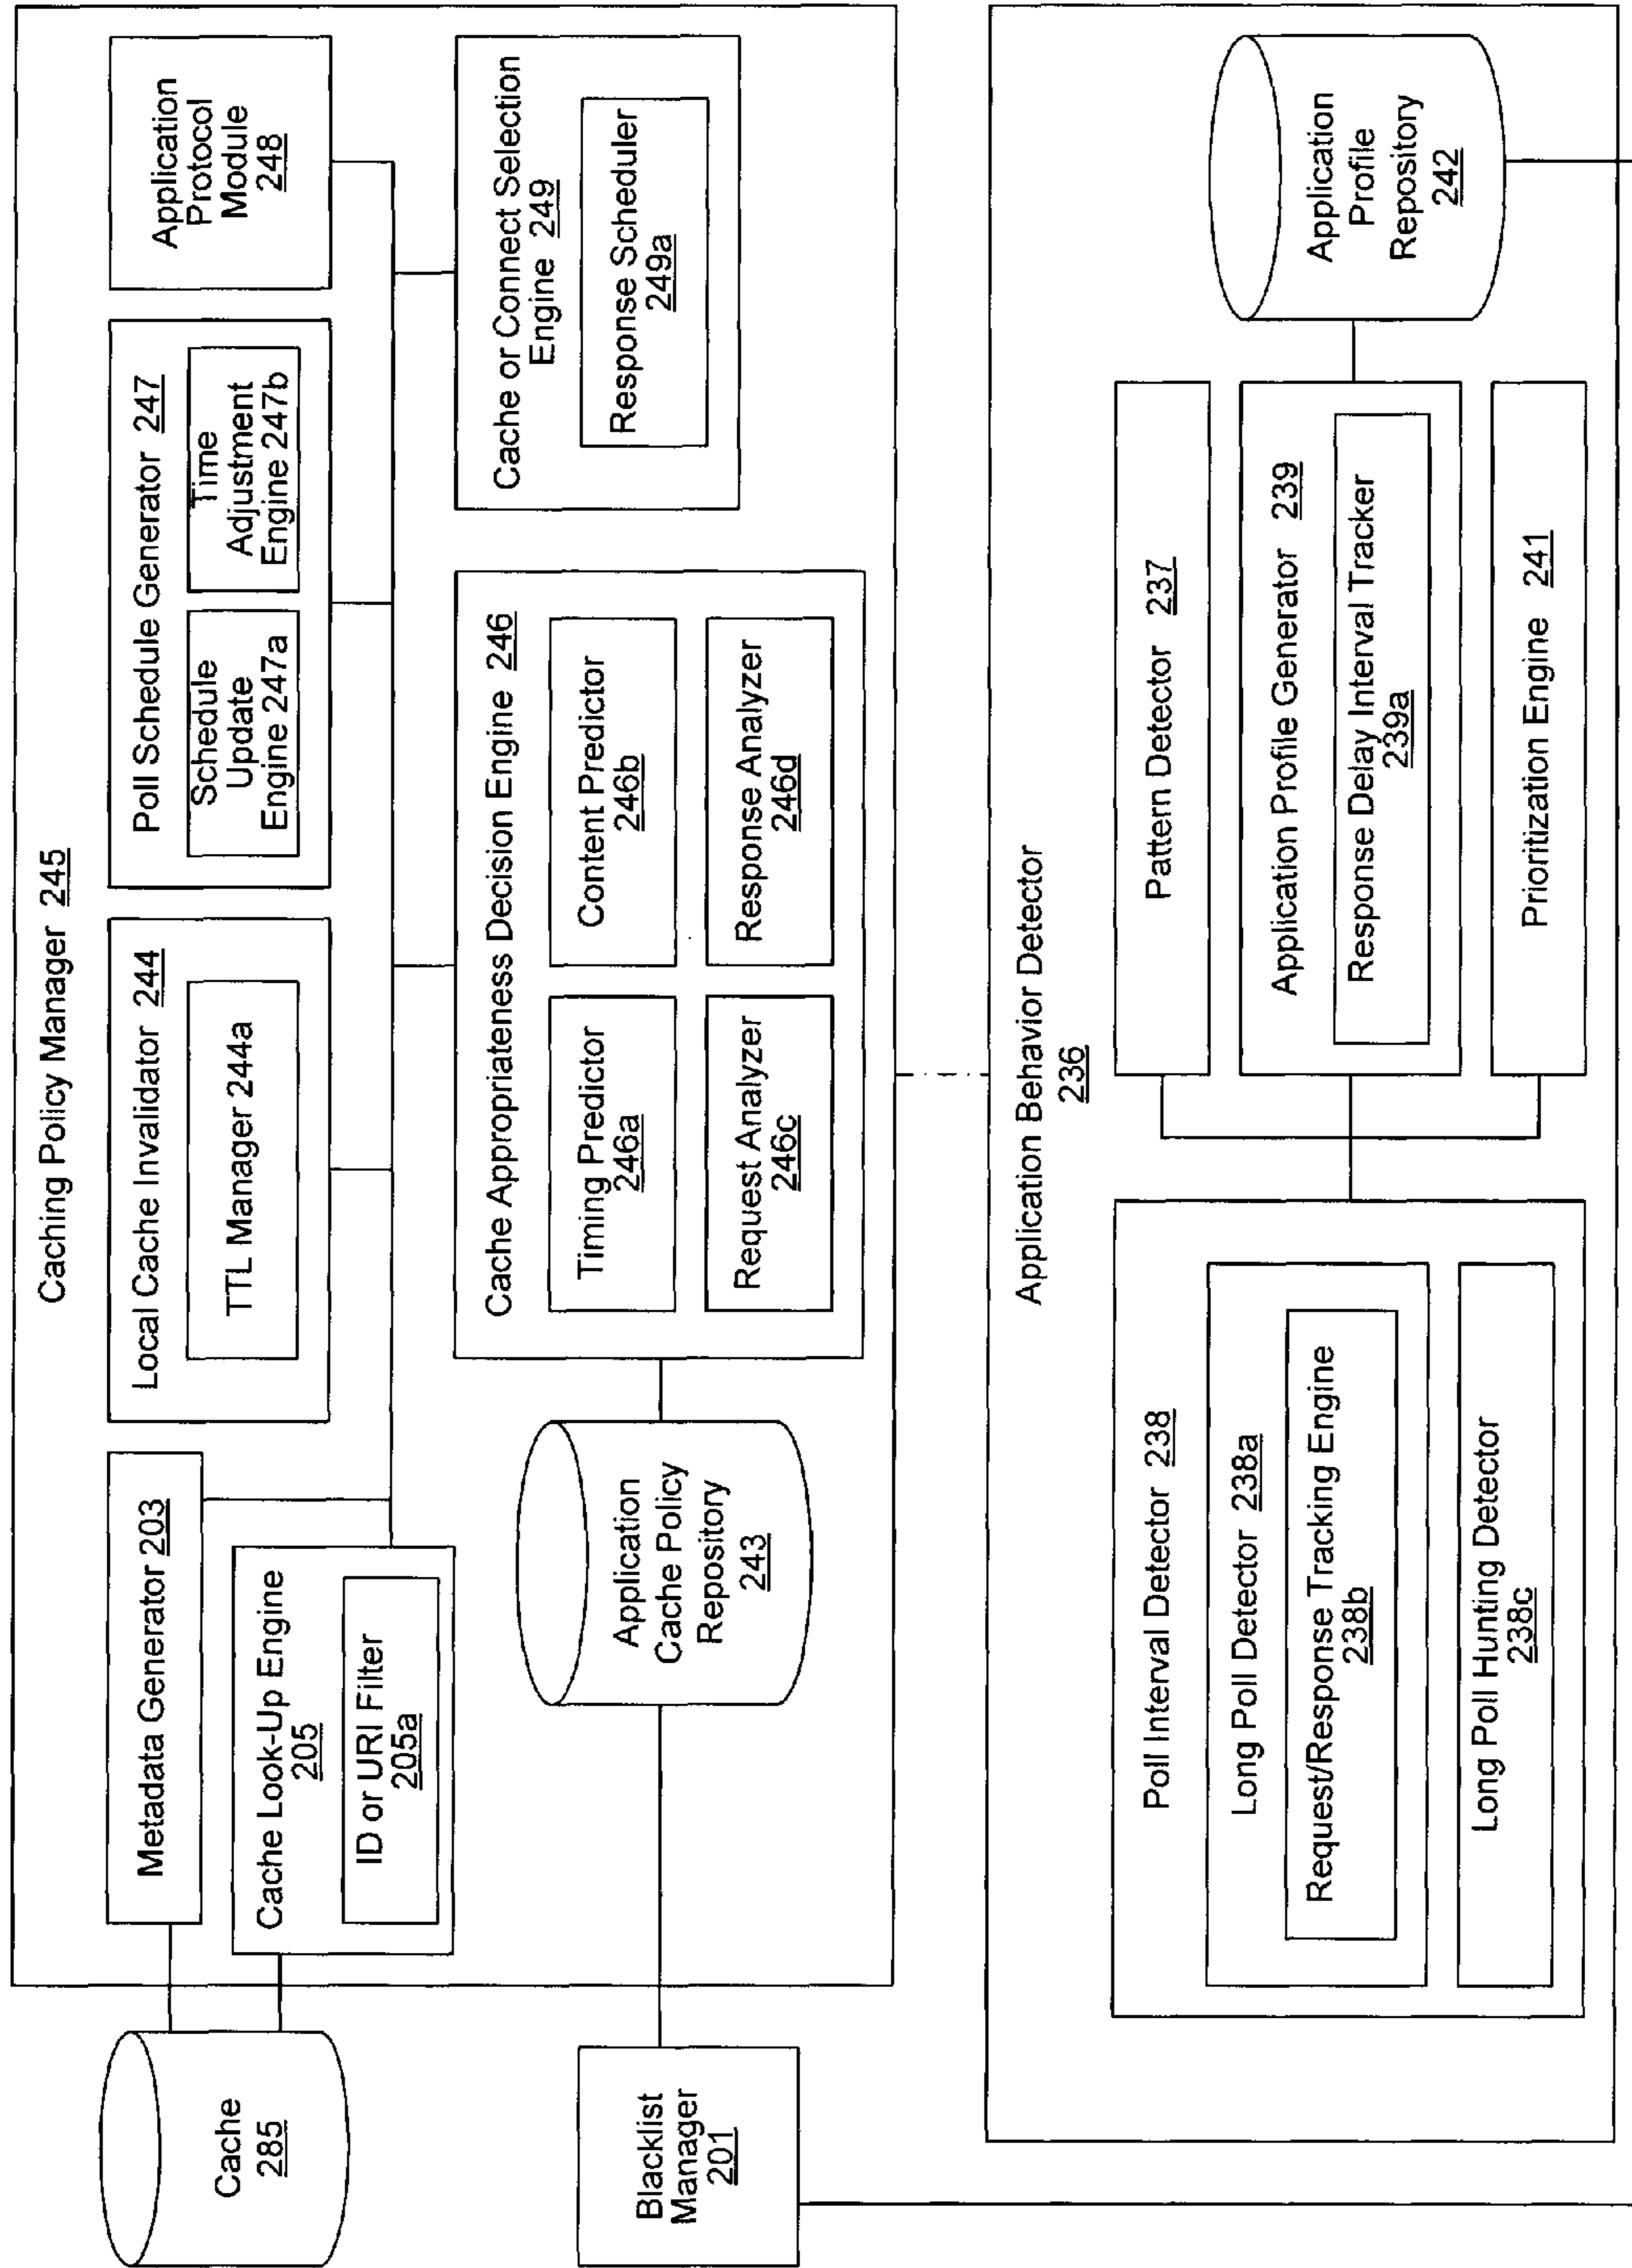 Caching Policy Manager 245
Cache
285
Metadata Generator 203
Cache Look-Up Engine
205
ID or URI Filter
205a
Local Cache Invalidator 244
TTL Manager 244a
Poll Schedule Generator 247
Schedule
Update
Engine 247a
Time
Adjustment
Engine 247b
Application
Protocol
Module
248
Blacklist
Manager
201
Application
Cache Policy
Repository
243
Cache Appropriateness Decision Engine 246
Timing Predictor
246a
Content Predictor
246b
Request Analyzer
246c
Response Analyzer
246d
Cache or Connect Selection
Engine 249
Response Scheduler
249a
Application Behavior Detector
236
Poll Interval Detector 238
Long Poll Detector 238a
Request/Response Tracking Engine
238b
Long Poll Hunting Detector
238c
Pattern Detector 237
Application Profile Generator 239
Response Delay Interval Tracker
239a
Prioritization Engine 241
Application
Profile
Repository
242